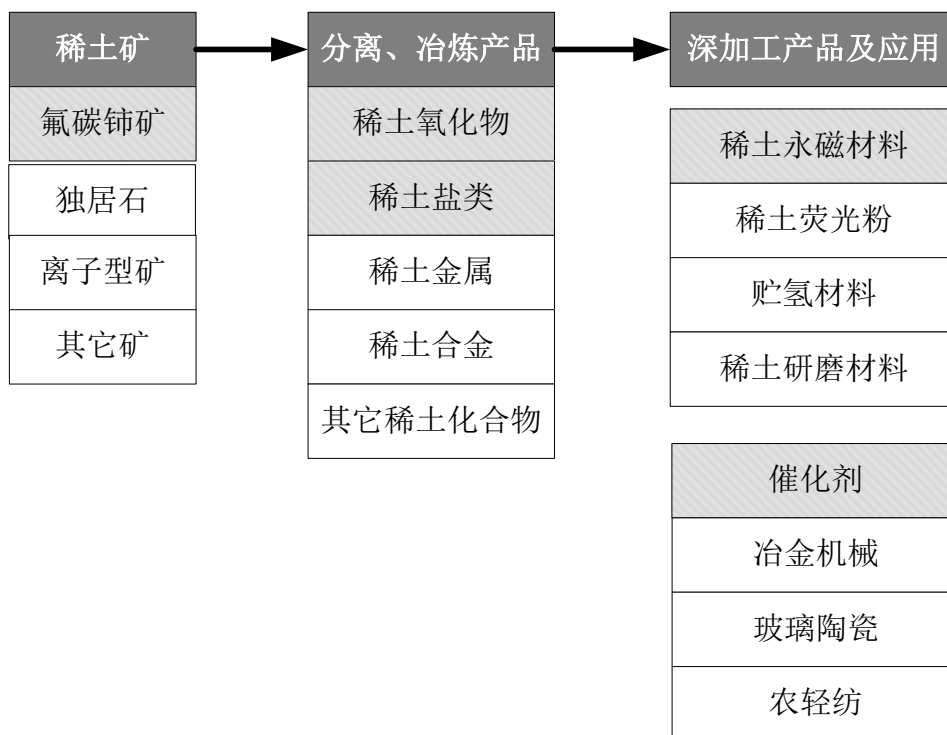 稀土矿
氟碳铈矿
独居石
离子型矿
其它矿
分离、冶炼产品
稀土氧化物
稀土盐类
稀土金属
稀土合金
其它稀土化合物
深加工产品及应用
稀土永磁材料
稀土荧光粉
贮氢材料
稀土研磨材料
催化剂
冶金机械
玻璃陶瓷
农轻纺